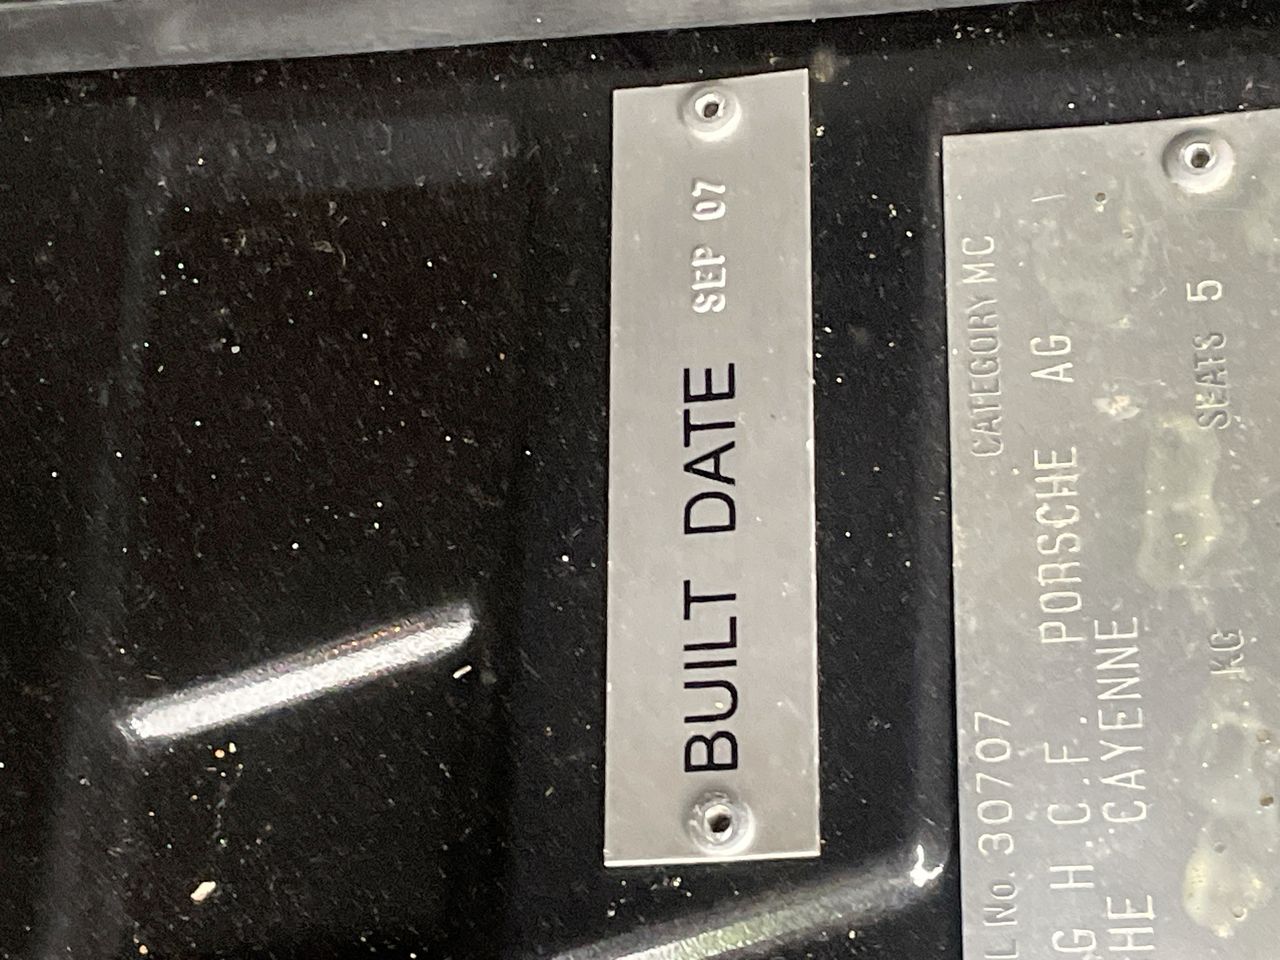 BUILT DATE SEP 07
L No. 30707 CATEGORY MC
G H.C.F. PORSCHE AG
HE CAYENNE
KG SEATS 5